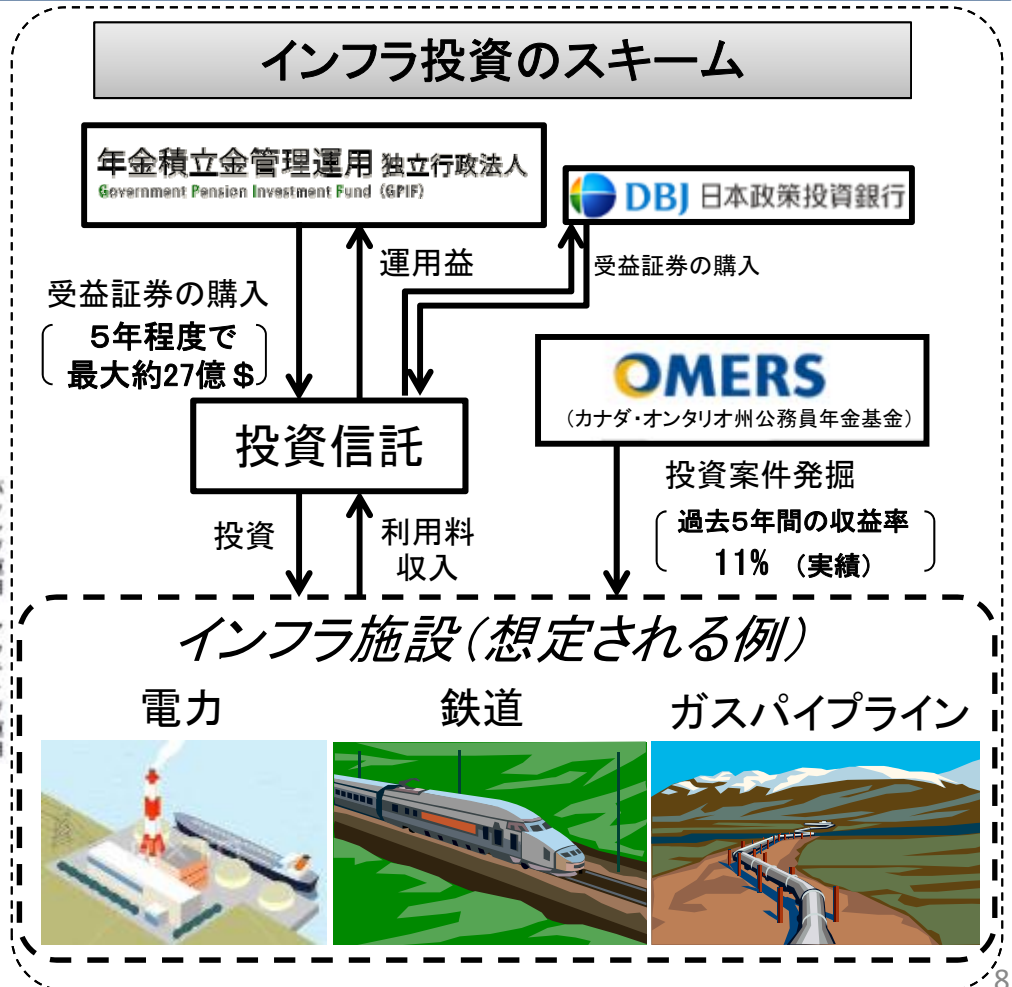 インフラ投資のスキーム
年金積立金管理運用 独立行政法人
Government Pension Investment Fund (GPIF)
DBJ 日本政策投資銀行
運用益
受益証券の購入
受益証券の購入
5年程度で
最大約27億$
OMERS
(カナダ・オンタリオ州公務員年金基金)
投資信託
投資案件発掘
過去5年間の収益率
11% (実績)
投資
利用料
収入
インフラ施設(想定される例)
電力
鉄道
ガスパイプライン
8